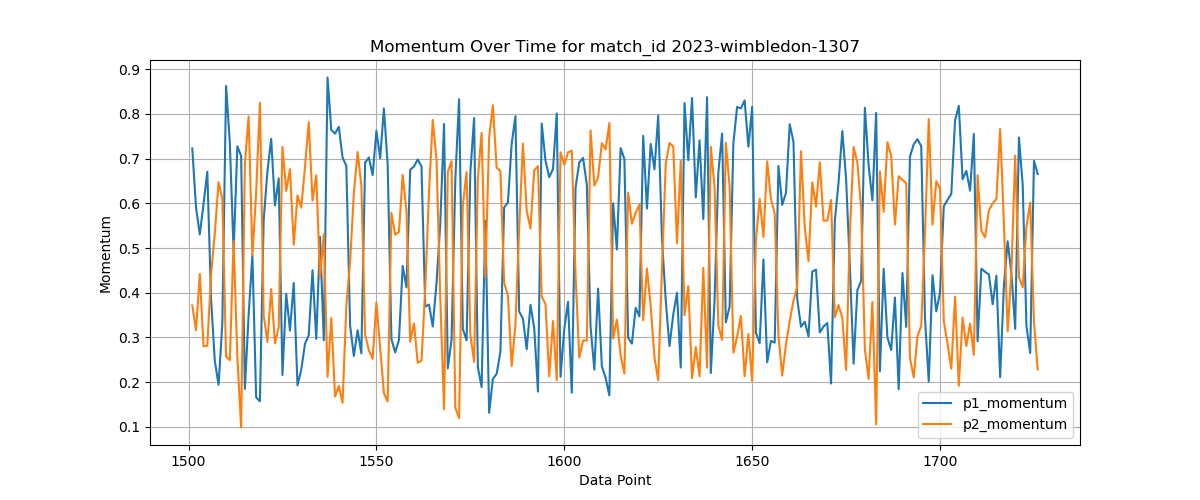 Momentum Over Time for match_id 2023-wimbledon-1307
Momentum
0.9
0.8
0.7
0.6
0.5
0.4
0.3
0.2
0.1
p1_momentum
p2_momentum
1500 1550 1600 1650 1700
Data Point